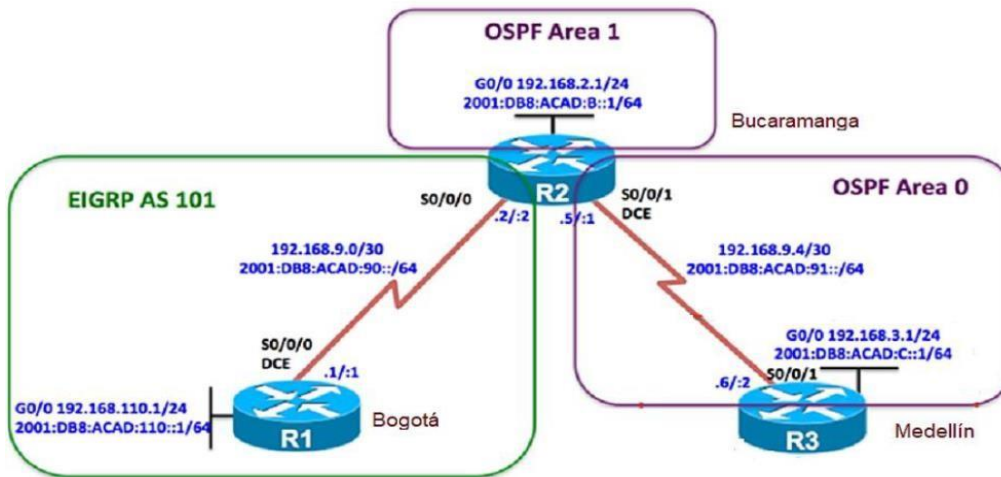 OSPF Area 1
G0/0 192.168.2.1/24
2001:DB8:ACAD:B::1/64
Bucaramanga
EIGRP AS 101
R2
OSPF Area 0
S0/0/0
.2/:2
.5/:1
S0/0/1
DCE
192.168.9.0/30
2001:DB8:ACAD:90::/64
192.168.9.4/30
2001:DB8:ACAD:91::/64
S0/0/0
DCE
.1/:1
G0/0 192.168.3.1/24
2001:DB8:ACAD:C::1/64
.6/:2
S0/0/1
G0/0 192.168.110.1/24
2001:DB8:ACAD:110::1/64
R1
Bogotá
R3
Medellín